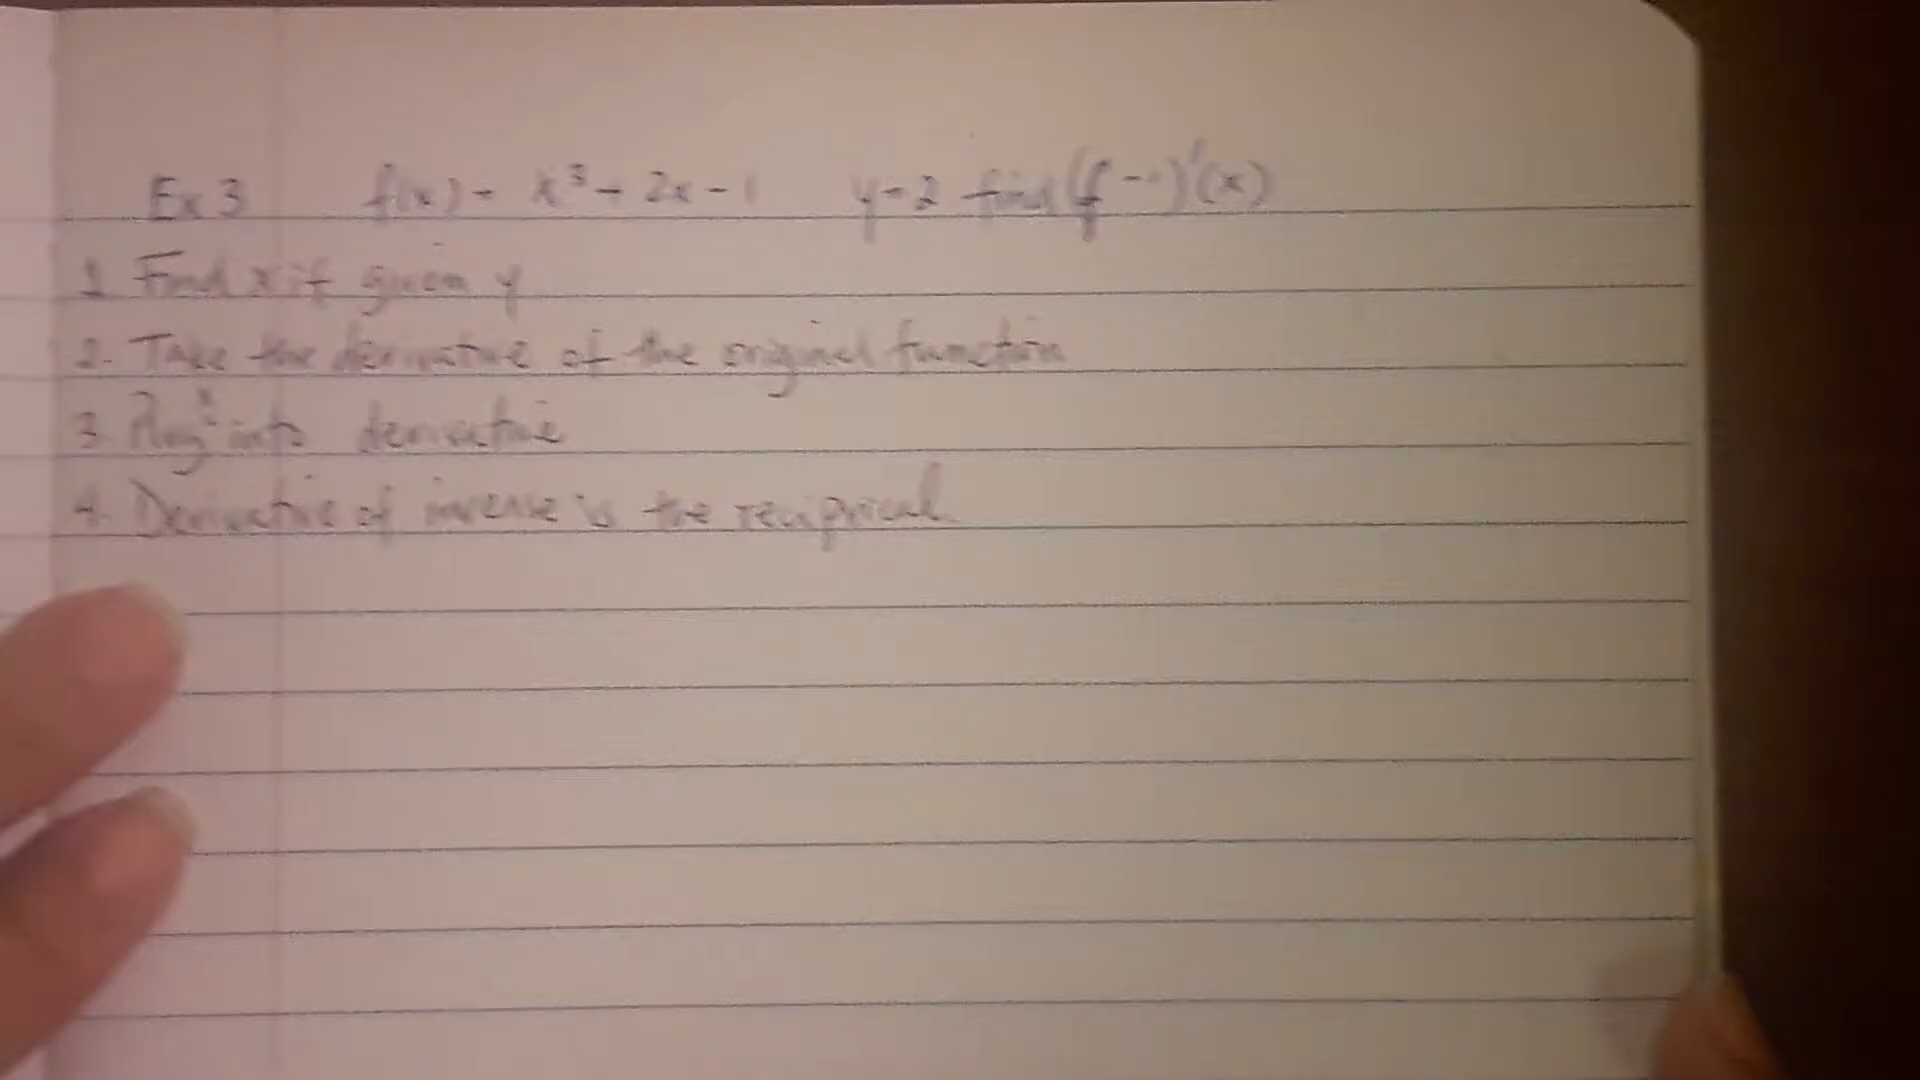 Ex 3 f(x) = x³ + 2x - 1 y = 2 find (f⁻¹)'(x)
1. Find x if given y
2. Take the derivative of the original function
3. Plug x into derivative
4. Derivative of inverse is the reciprical.